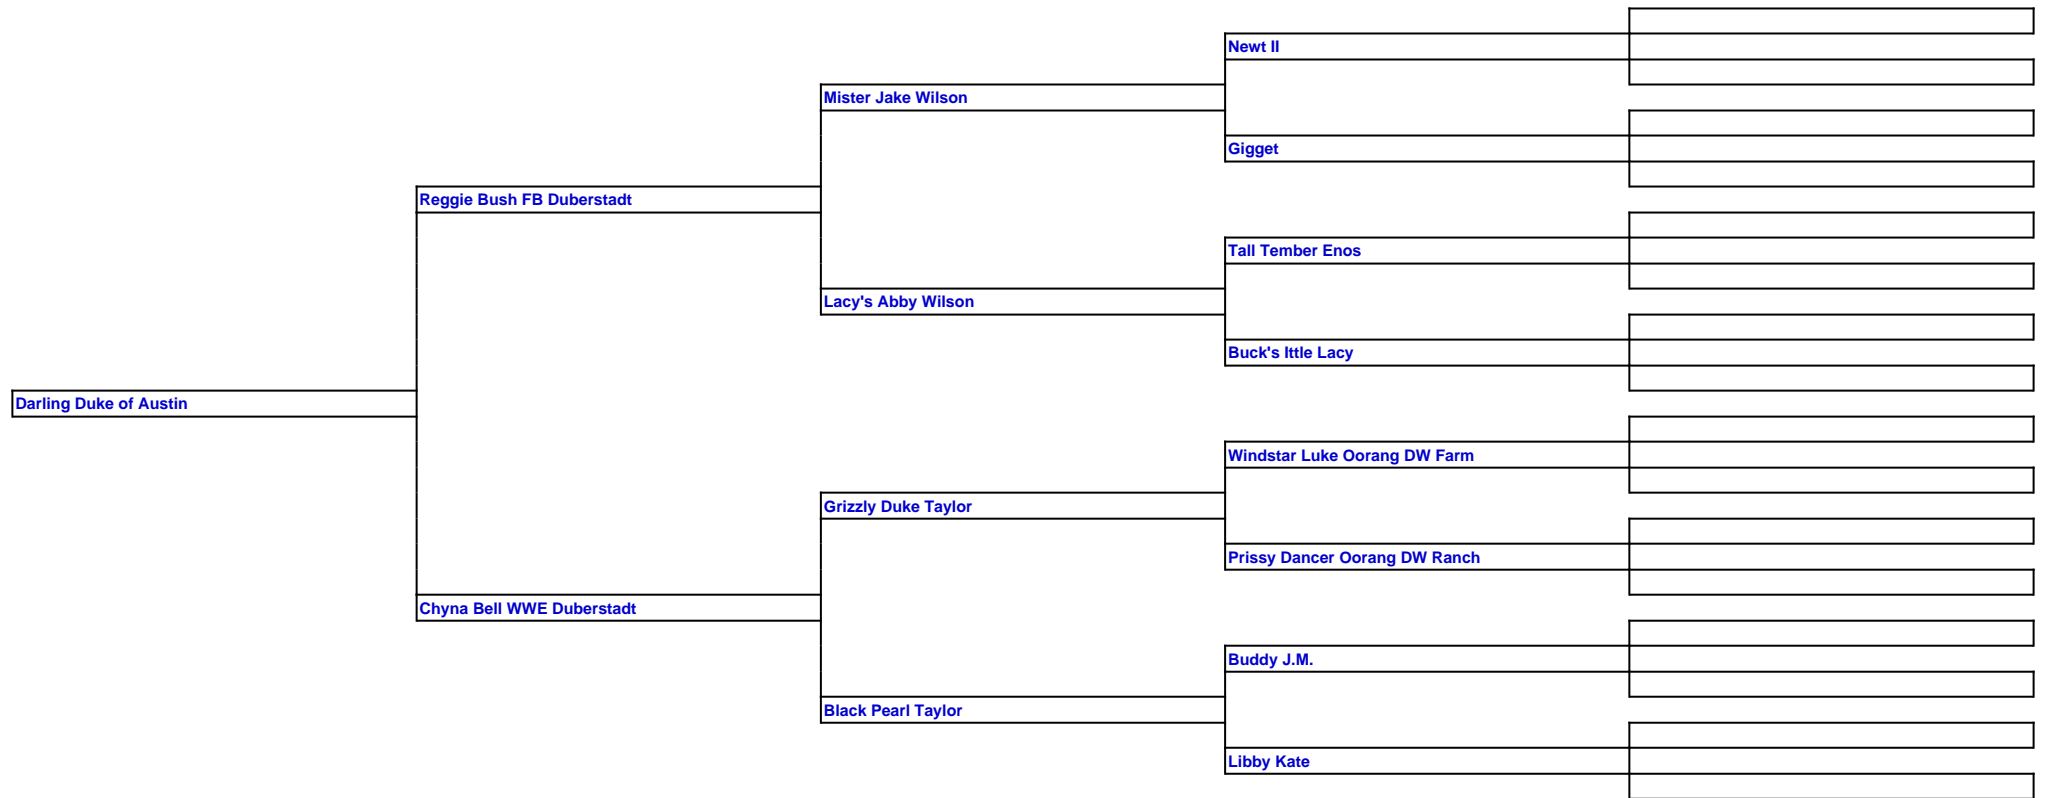 Newt II
Mister Jake Wilson
Gigget
Reggie Bush FB Duberstadt
Tall Tember Enos
Lacy's Abby Wilson
Buck's Ittle Lacy
Darling Duke of Austin
Windstar Luke Oorang DW Farm
Grizzly Duke Taylor
Prissy Dancer Oorang DW Ranch
Chyna Bell WWE Duberstadt
Buddy J.M.
Black Pearl Taylor
Libby Kate